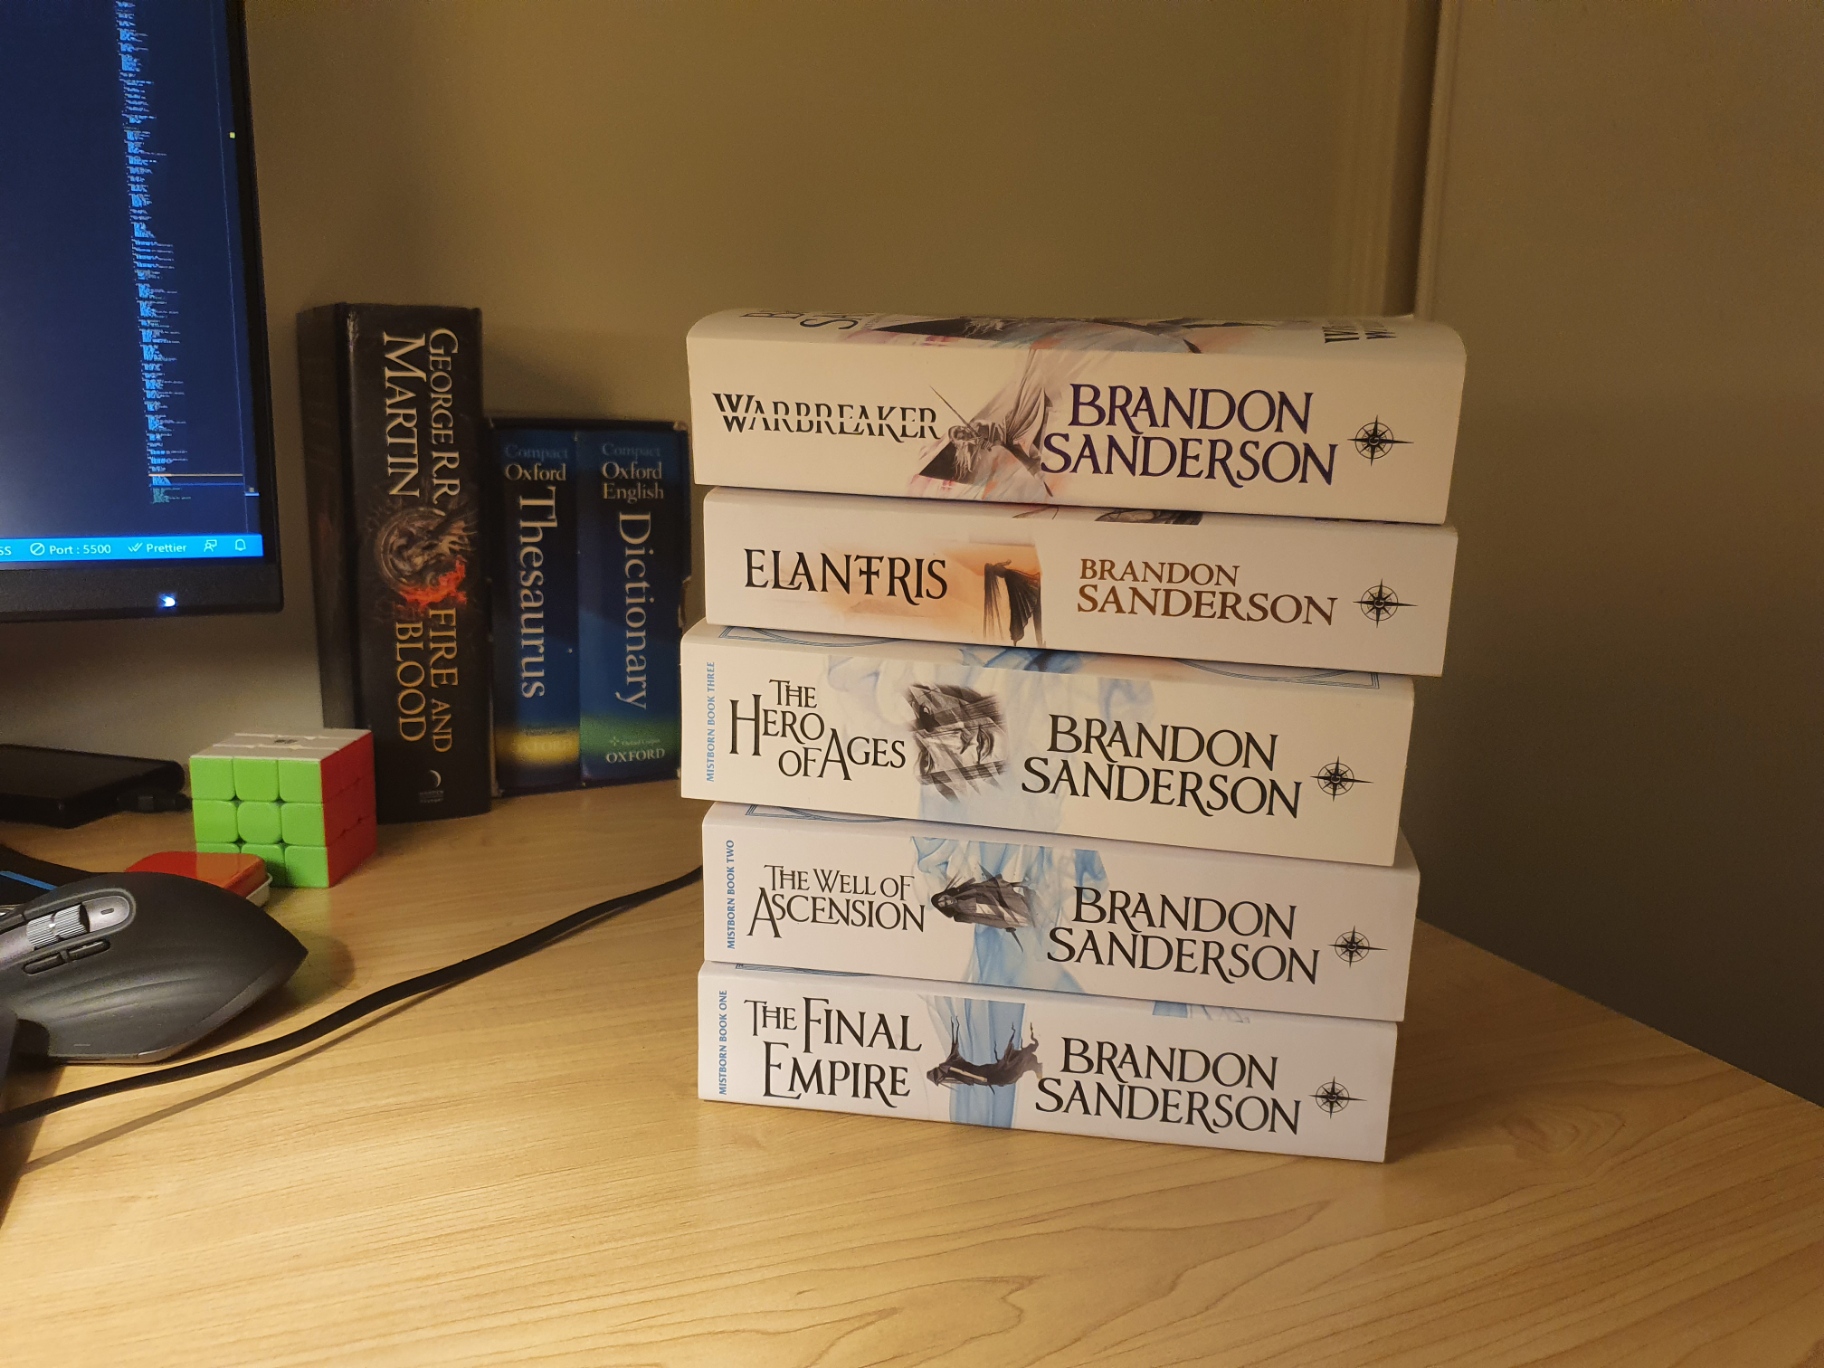 Port : 5500
Prettier
GEORGE R.R.
MARTIN
FIRE AND
BLOOD
Compact
Oxford
Thesaurus
OXFORD
Compact
Oxford
English
Dictionary
OXFORD
WARBREAKER
BRANDON
SANDERSON
ELANTRIS
BRANDON
SANDERSON
MISTBORN BOOK THREE
THE
HERO
OF AGES
BRANDON
SANDERSON
MISTBORN BOOK TWO
THE WELL OF
ASCENSION
BRANDON
SANDERSON
MISTBORN BOOK ONE
THE FINAL
EMPIRE
BRANDON
SANDERSON